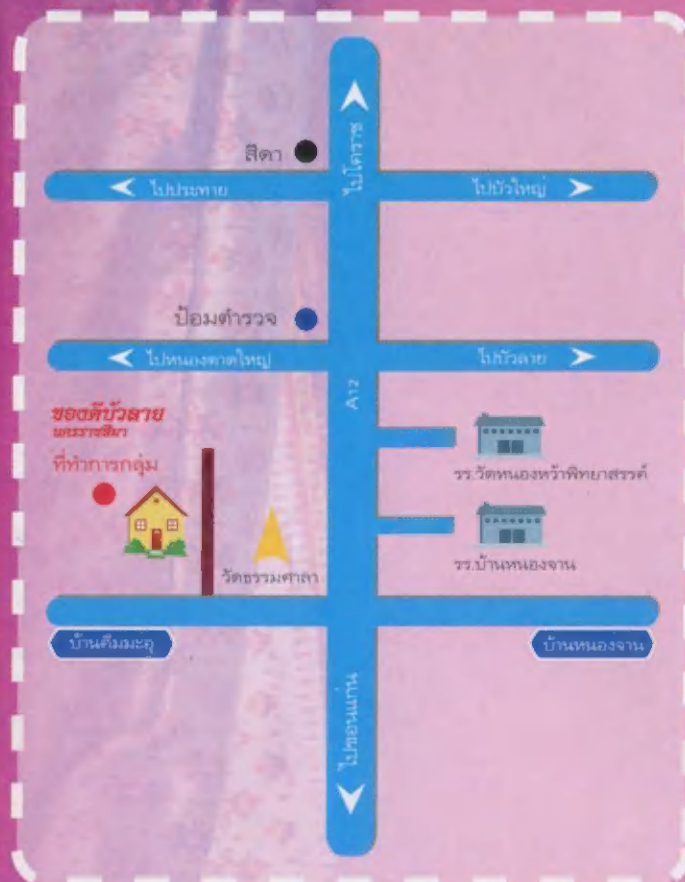 ไปโคราช
สีดา
ไปประทาย
ไปบัวใหญ่
ป้อมตำรวจ
ไปหนองตาดใหญ่
ไปบัวลาย
A12
ของดีบัวลาย
นครราชสีมา
ที่ทำการกลุ่ม
รร.วัดหนองหว้าพิทยาสรรค์
รร.บ้านหนองจาน
วัดธรรมศาลา
บ้านดิมมะอุ
บ้านหนองจาน
ไปขอนแก่น